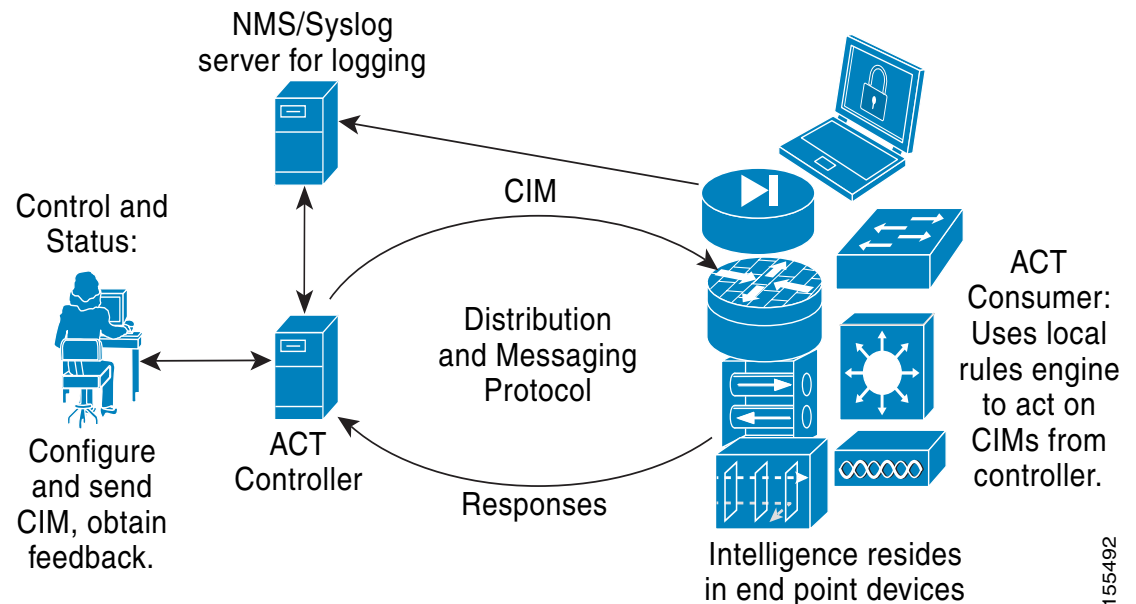 NMS/Syslog
server for logging
CIM
Control and
Status:
ACT
Consumer:
Uses local
rules engine
to act on
CIMs from
controller.
Distribution
and Messaging
Protocol
ACT
Controller
Configure
and send
CIM, obtain
feedback.
Responses
Intelligence resides
in end point devices
155492